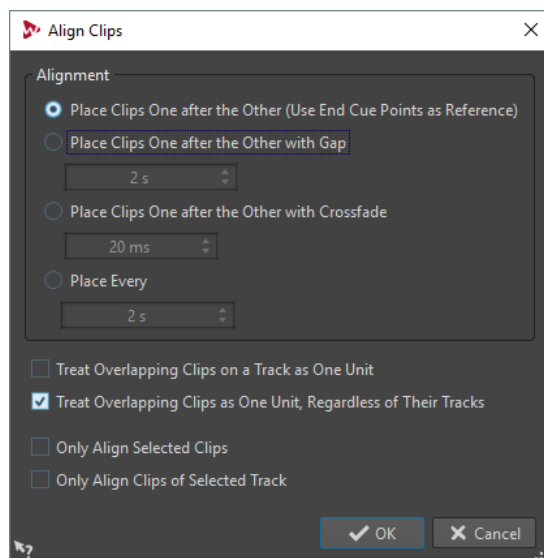 Align Clips
Alignment
Place Clips One after the Other (Use End Cue Points as Reference)
Place Clips One after the Other with Gap
2 s
Place Clips One after the Other with Crossfade
20 ms
Place Every
2 s
Treat Overlapping Clips on a Track as One Unit
Treat Overlapping Clips as One Unit, Regardless of Their Tracks
Only Align Selected Clips
Only Align Clips of Selected Track
OK Cancel
?